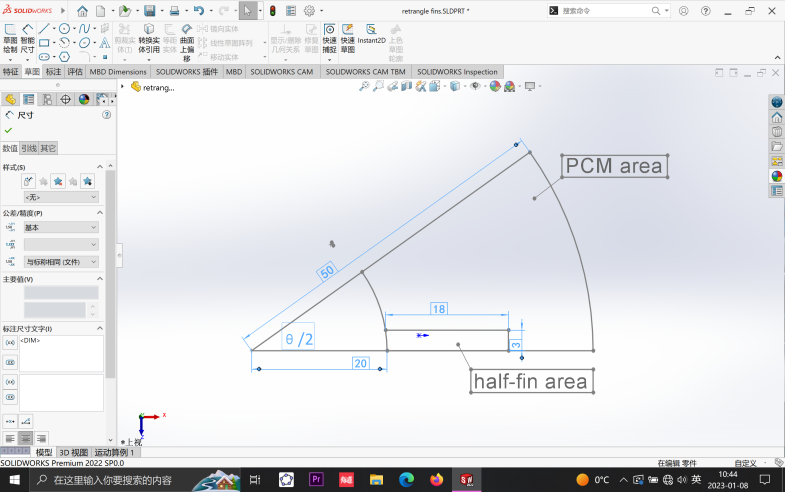 SOLIDWORKS
retrangle fins.SLDPRT *
搜索命令
草图绘制
智能尺寸
剪裁实体(T)
转换实体引用
等距实体
曲面上偏移
镜向实体
线性草图阵列
移动实体
显示/删除几何关系
修复草图
快速捕捉
快速草图
Instant2D
上色草图轮廓
特征 草图 标注 评估 MBD Dimensions SOLIDWORKS 插件 MBD SOLIDWORKS CAM SOLIDWORKS CAM TBM SOLIDWORKS Inspection
retrang...
尺寸
数值 引线 其它
样式(S)
<无>
公差/精度(P)
基本
与标称相同 (文件)
主要值(V)
标注尺寸文字(I)
<DIM>
PCM area
50
18
θ/2
3
20
half-fin area
X
Z
*上视
模型 3D 视图 运动算例 1
SOLIDWORKS Premium 2022 SP0.0
在编辑 零件
自定义
在这里输入你要搜索的内容
Pr
SW
0°C
英
10:44
2023-01-08